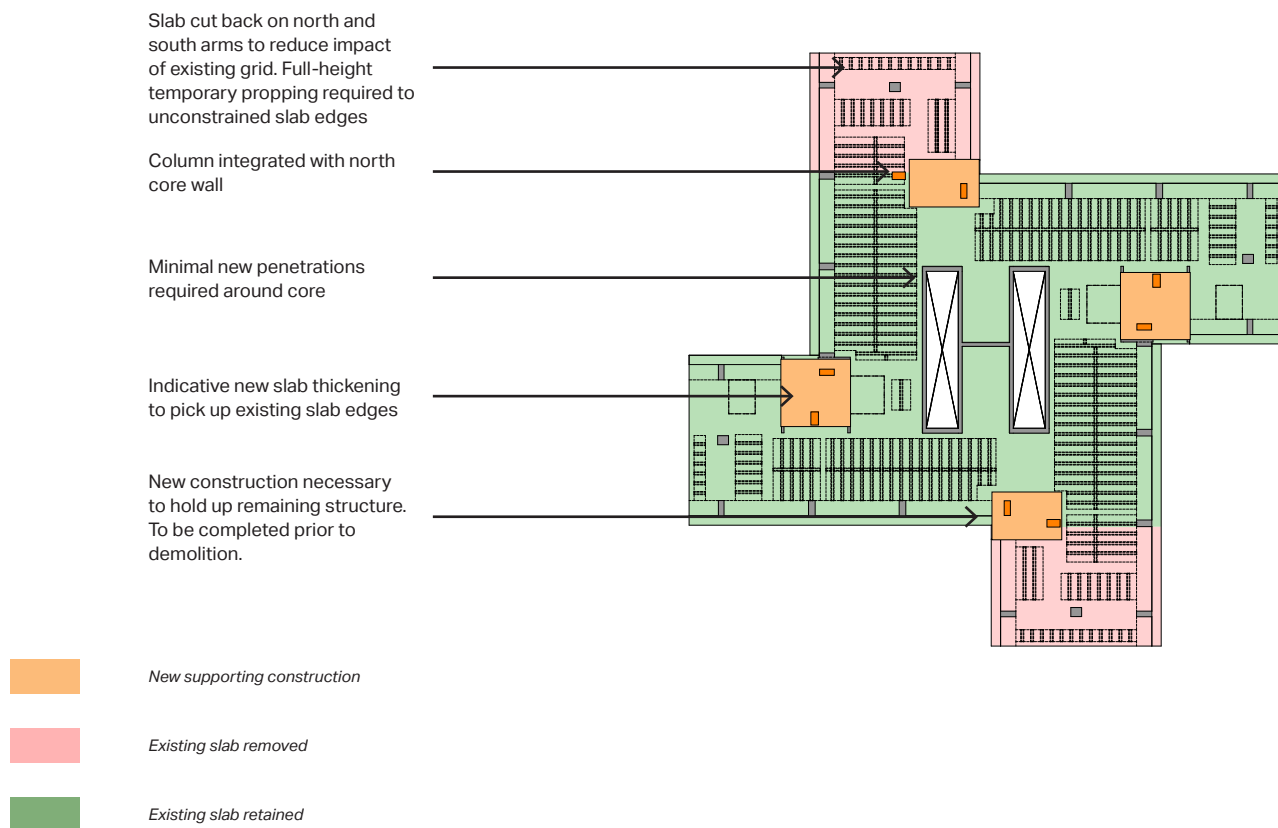 Slab cut back on north and
south arms to reduce impact
of existing grid. Full-height
temporary propping required to
unconstrained slab edges
Column integrated with north
core wall
Minimal new penetrations
required around core
Indicative new slab thickening
to pick up existing slab edges
New construction necessary
to hold up remaining structure.
To be completed prior to
demolition.
New supporting construction
Existing slab removed
Existing slab retained